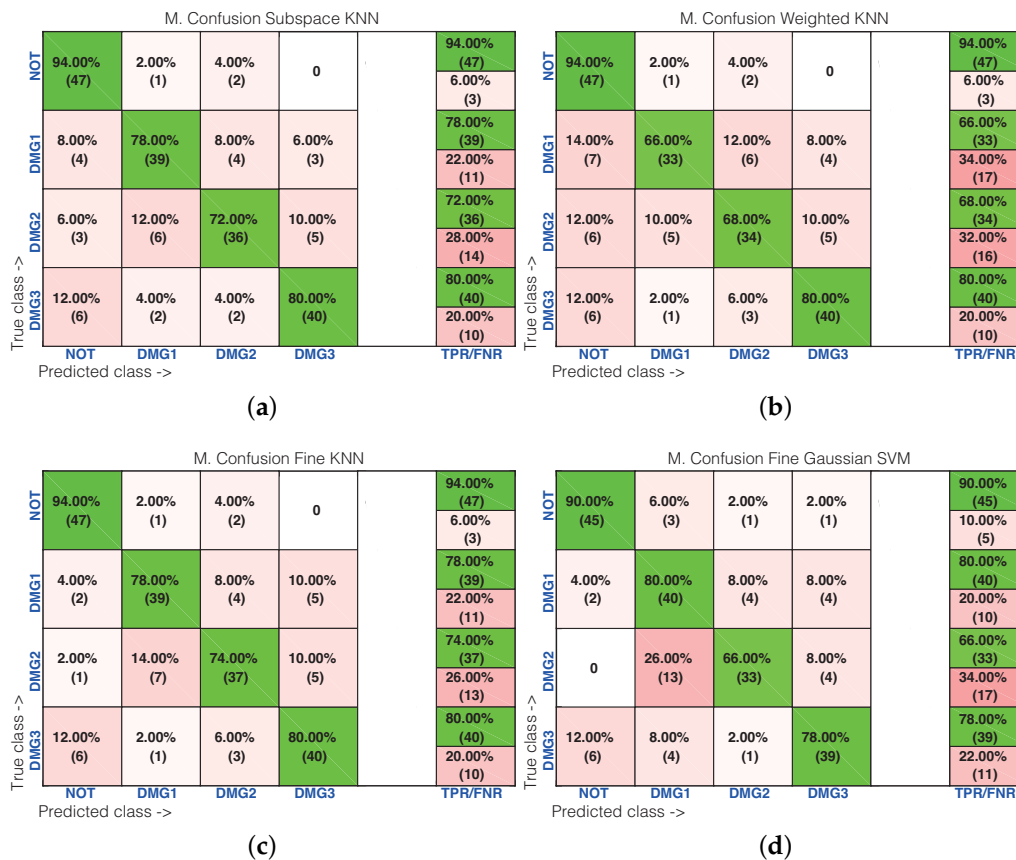 M. Confusion Subspace KNN
NOT
94.00% 2.00% 4.00% 0 94.00%
(47) (1) (2) (47)
6.00%
(3)
DMG1
8.00% 78.00% 8.00% 6.00% 78.00%
(4) (39) (4) (3) (39)
22.00%
(11)
DMG2
6.00% 12.00% 72.00% 10.00% 72.00%
(3) (6) (36) (5) (36)
28.00%
(14)
DMG3
12.00% 4.00% 4.00% 80.00% 80.00%
(6) (2) (2) (40) (40)
20.00%
(10)
True class ->
NOT DMG1 DMG2 DMG3 TPR/FNR
Predicted class ->
(a)
M. Confusion Weighted KNN
NOT
94.00% 2.00% 4.00% 0 94.00%
(47) (1) (2) (47)
6.00%
(3)
DMG1
14.00% 66.00% 12.00% 8.00% 66.00%
(7) (33) (6) (4) (33)
34.00%
(17)
DMG2
12.00% 10.00% 68.00% 10.00% 68.00%
(6) (5) (34) (5) (34)
32.00%
(16)
DMG3
12.00% 2.00% 6.00% 80.00% 80.00%
(6) (1) (3) (40) (40)
20.00%
(10)
True class ->
NOT DMG1 DMG2 DMG3 TPR/FNR
Predicted class ->
(b)
M. Confusion Fine KNN
NOT
94.00% 2.00% 4.00% 0 94.00%
(47) (1) (2) (47)
6.00%
(3)
DMG1
4.00% 78.00% 8.00% 10.00% 78.00%
(2) (39) (4) (5) (39)
22.00%
(11)
DMG2
2.00% 14.00% 74.00% 10.00% 74.00%
(1) (7) (37) (5) (37)
26.00%
(13)
DMG3
12.00% 2.00% 6.00% 80.00% 80.00%
(6) (1) (3) (40) (40)
20.00%
(10)
True class ->
NOT DMG1 DMG2 DMG3 TPR/FNR
Predicted class ->
(c)
M. Confusion Fine Gaussian SVM
NOT
90.00% 6.00% 2.00% 2.00% 90.00%
(45) (3) (1) (1) (45)
10.00%
(5)
DMG1
4.00% 80.00% 8.00% 8.00% 80.00%
(2) (40) (4) (4) (40)
20.00%
(10)
DMG2
0 26.00% 66.00% 8.00% 66.00%
(13) (33) (4) (33)
34.00%
(17)
DMG3
12.00% 8.00% 2.00% 78.00% 78.00%
(6) (4) (1) (39) (39)
22.00%
(11)
True class ->
NOT DMG1 DMG2 DMG3 TPR/FNR
Predicted class ->
(d)